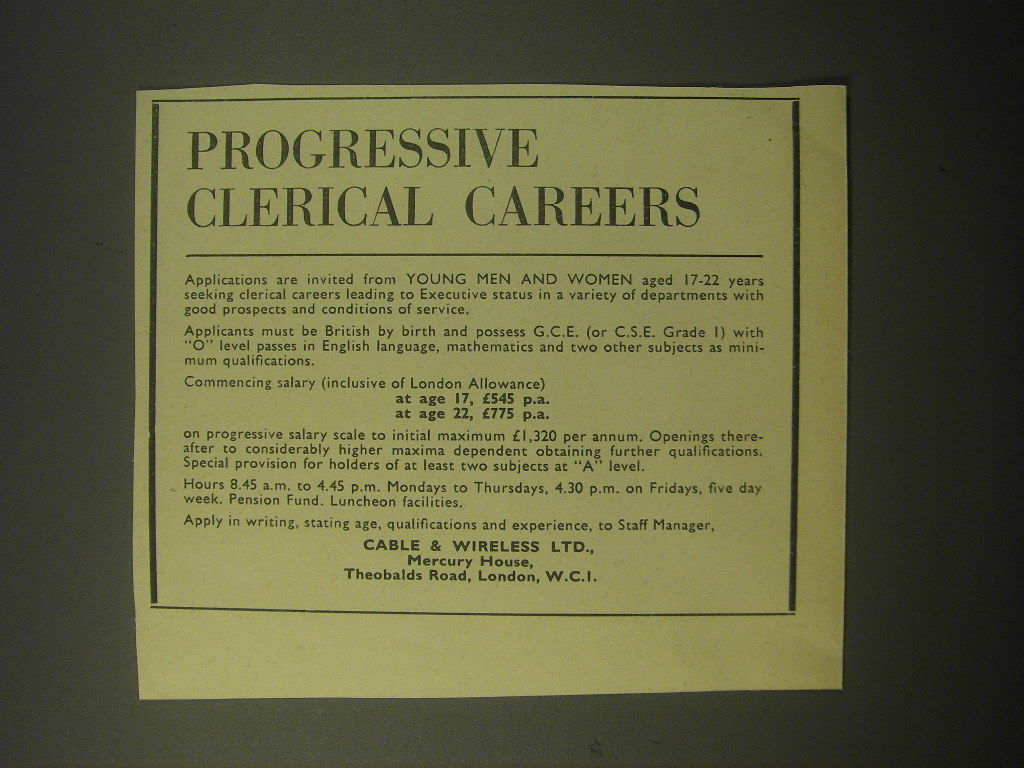 PROGRESSIVE
CLERICAL CAREERS
Applications are invited from YOUNG MEN AND WOMEN aged 17-22 years
seeking clerical careers leading to Executive status in a variety of departments with
good prospects and conditions of service.
Applicants must be British by birth and possess G.C.E. (or C.S.E. Grade I) with
"O" level passes in English language, mathematics and two other subjects as mini-
mum qualifications.
Commencing salary (inclusive of London Allowance)
at age 17, £545 p.a.
at age 22, £775 p.a.
on progressive salary scale to initial maximum £1,320 per annum. Openings there-
after to considerably higher maxima dependent obtaining further qualifications.
Special provision for holders of at least two subjects at "A" level.
Hours 8.45 a.m. to 4.45 p.m. Mondays to Thursdays, 4.30 p.m. on Fridays, five day
week. Pension Fund. Luncheon facilities.
Apply in writing, stating age, qualifications and experience, to Staff Manager,
CABLE & WIRELESS LTD.,
Mercury House,
Theobalds Road, London, W.C.I.